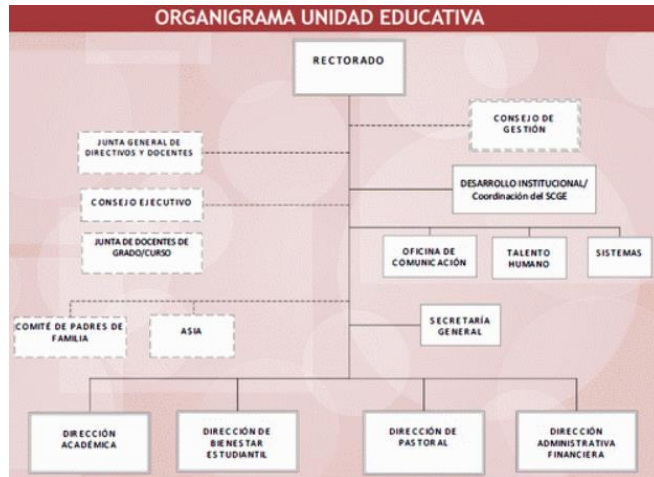 ORGANIGRAMA UNIDAD EDUCATIVA
RECTORADO
CONSEJO DE
GESTIÓN
JUNTA GENERAL DE
DIRECTIVOS Y DOCENTES
DESARROLLO INSTITUCIONAL/
Coordinación del SCGE
CONSEJO EJECUTIVO
JUNTA DE DOCENTES DE
GRADO/CURSO
OFICINA DE
COMUNICACIÓN
TALENTO
HUMANO
SISTEMAS
COMITÉ DE PADRES DE
FAMILIA
ASIA
SECRETARÍA
GENERAL
DIRECCIÓN
ACADÉMICA
DIRECCIÓN DE
BIENESTAR
ESTUDIANTIL
DIRECCIÓN DE
PASTORAL
DIRECCIÓN
ADMINISTRATIVA
FINANCIERA